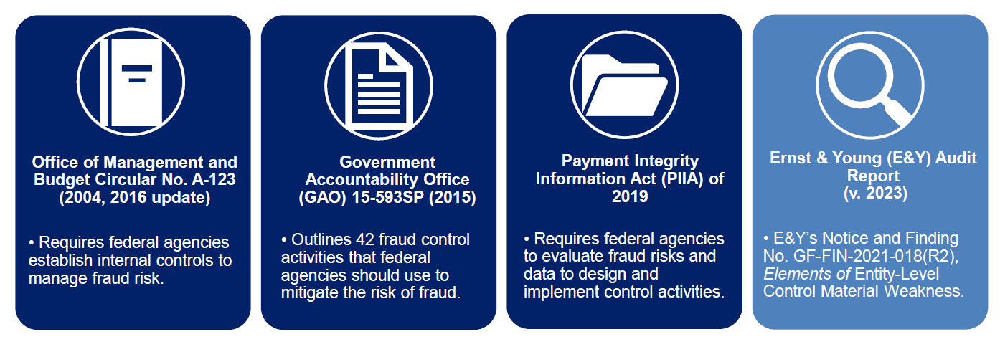 Office of Management and
Budget Circular No. A-123
(2004, 2016 update)
• Requires federal agencies
establish internal controls to
manage fraud risk.
Government
Accountability Office
(GAO) 15-593SP (2015)
• Outlines 42 fraud control
activities that federal
agencies should use to
mitigate the risk of fraud.
Payment Integrity
Information Act (PIIA) of
2019
• Requires federal agencies
to evaluate fraud risks and
data to design and
implement control activities.
Ernst & Young (E&Y) Audit
Report
(v. 2023)
• E&Y’s Notice and Finding
No. GF-FIN-2021-018(R2),
Elements of Entity-Level
Control Material Weakness.